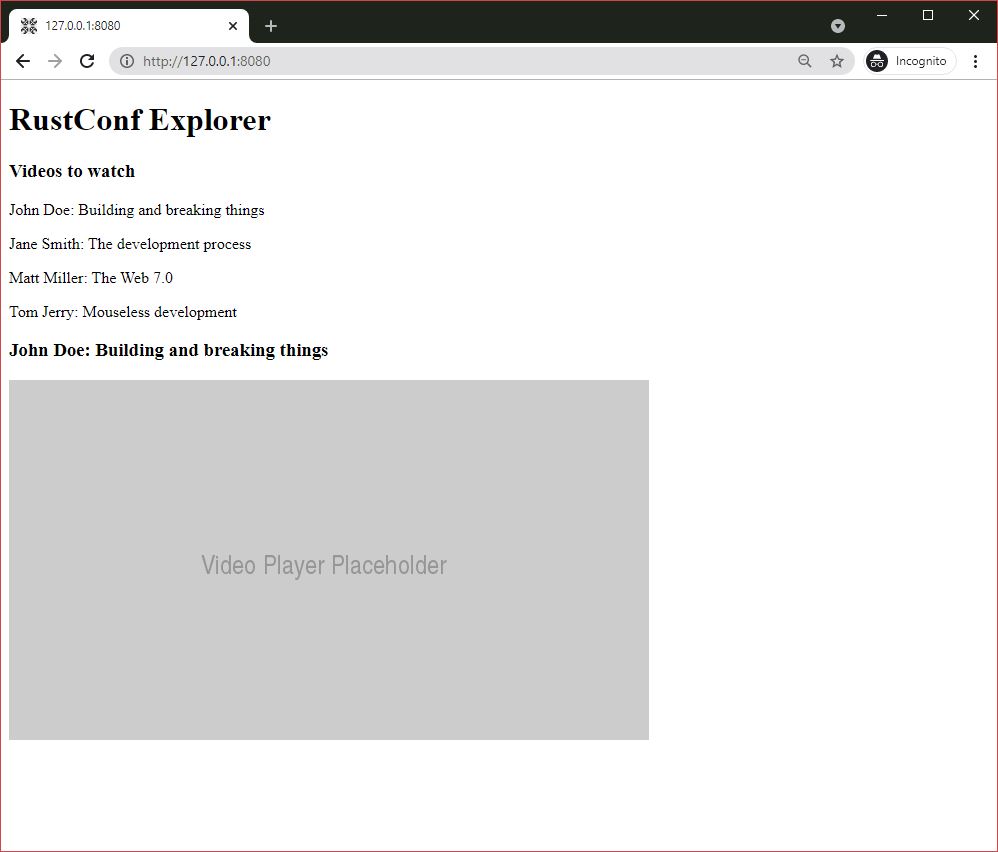 127.0.0.1:8080
http://127.0.0.1:8080
Incognito
RustConf Explorer
Videos to watch
John Doe: Building and breaking things
Jane Smith: The development process
Matt Miller: The Web 7.0
Tom Jerry: Mouseless development
John Doe: Building and breaking things
Video Player Placeholder